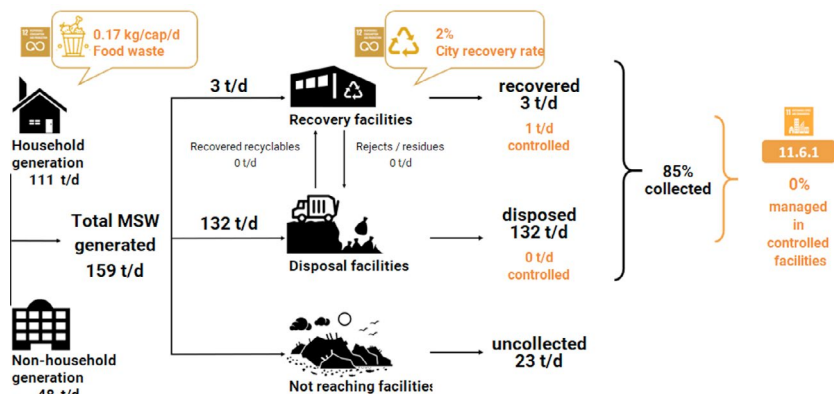 0.17 kg/cap/d
Food waste
2%
City recovery rate
Household
generation
111 t/d
Non-household
generation
48 t/d
Total MSW
generated
159 t/d
3 t/d
Recovery facilities
Recovered recyclables
0 t/d
Rejects / residues
0 t/d
132 t/d
Disposal facilities
Not reaching facilities
recovered
3 t/d
1 t/d
controlled
disposed
132 t/d
0 t/d
controlled
uncollected
23 t/d
85%
collected
11.6.1
0%
managed
in
controlled
facilities